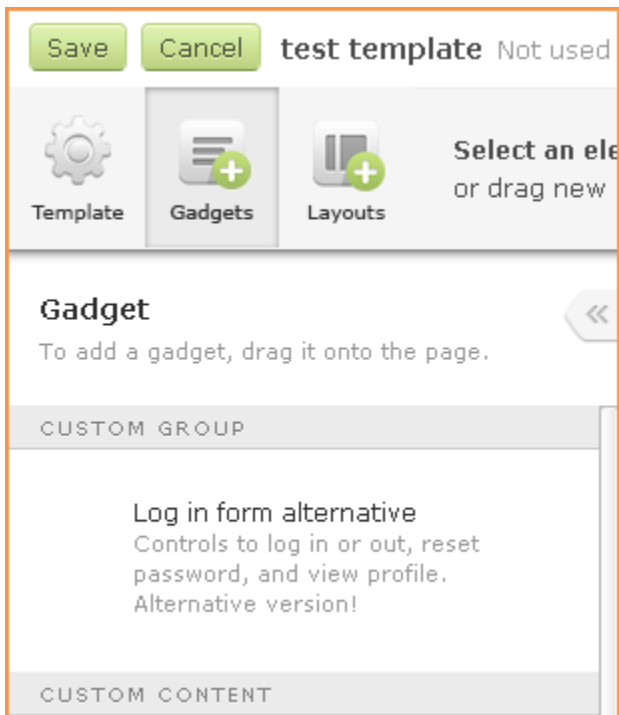 Save Cancel test template Not used
Select an ele
or drag new
Template Gadgets Layouts
Gadget
To add a gadget, drag it onto the page.
CUSTOM GROUP
Log in form alternative
Controls to log in or out, reset
password, and view profile.
Alternative version!
CUSTOM CONTENT